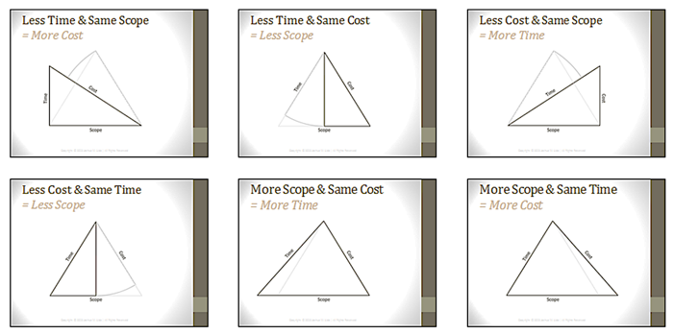 Less Time & Same Scope
= More Cost
Time
Cost
Scope
Less Time & Same Cost
= Less Scope
Time
Cost
Scope
Less Cost & Same Scope
= More Time
Time
Cost
Scope
Less Cost & Same Time
= Less Scope
Time
Cost
Scope
More Scope & Same Cost
= More Time
Time
Cost
Scope
More Scope & Same Time
= More Cost
Time
Cost
Scope